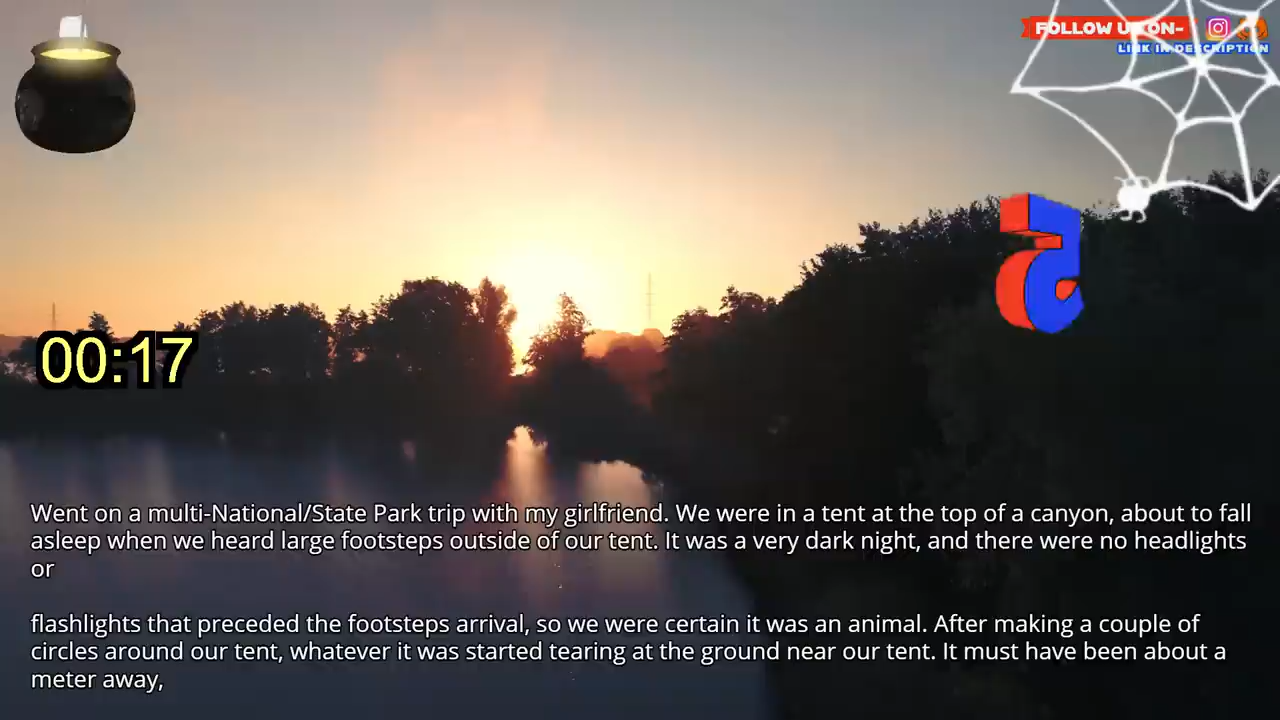 FOLLOW US ON-
LINK IN DESCRIPTION
00:17
Went on a multi-National/State Park trip with my girlfriend. We were in a tent at the top of a canyon, about to fall
asleep when we heard large footsteps outside of our tent. It was a very dark night, and there were no headlights
or
flashlights that preceded the footsteps arrival, so we were certain it was an animal. After making a couple of
circles around our tent, whatever it was started tearing at the ground near our tent. It must have been about a
meter away,